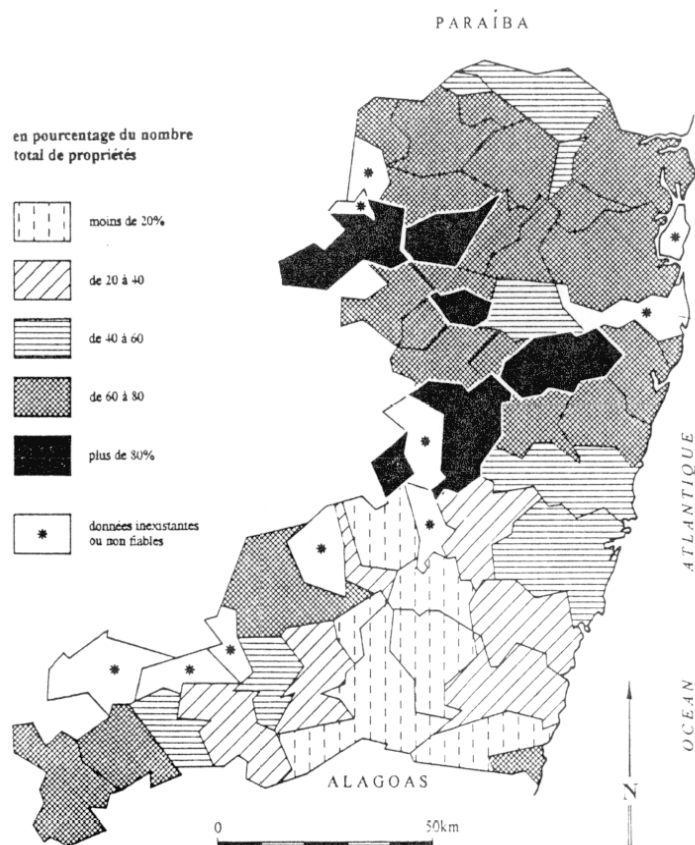 PARAÍBA
en pourcentage du nombre
total de propriétés
moins de 20%
de 20 à 40
de 40 à 60
de 60 à 80
plus de 80%
données inexistantes
ou non fiables
OCEAN ATLANTIQUE
ALAGOAS
N
0 50km